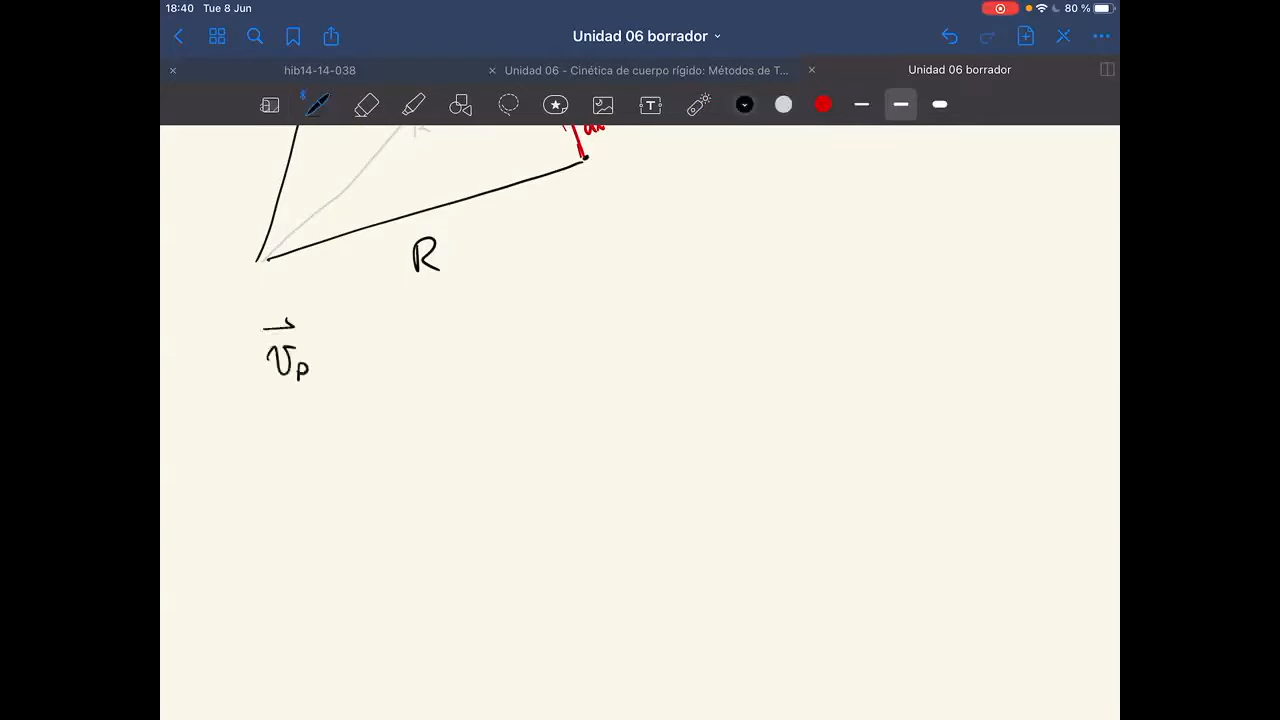 18:40 Tue 8 Jun 80 %
Unidad 06 borrador
hib14-14-038 Unidad 06 - Cinética de cuerpo rígido: Métodos de T... Unidad 06 borrador
T
R
R
v⃗p